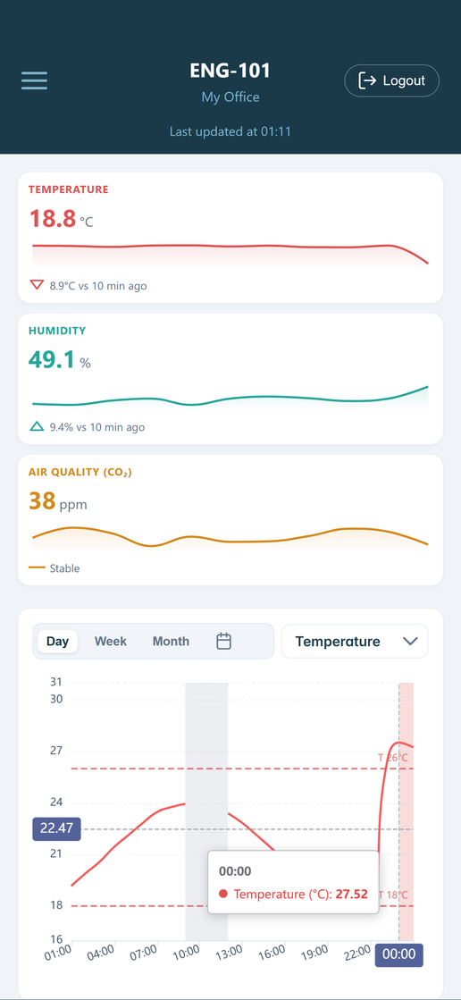 ENG-101
My Office
Logout
Last updated at 01:11
TEMPERATURE
18.8 °C
8.9°C vs 10 min ago
HUMIDITY
49.1 %
9.4% vs 10 min ago
AIR QUALITY (CO₂)
38 ppm
Stable
Day Week Month
Temperature
31
30
27
T 26°C
24
22.47
21
00:00
Temperature (°C): 27.52
T 18°C
18
16
01:00 04:00 07:00 10:00 13:00 16:00 19:00 22:00 00:00